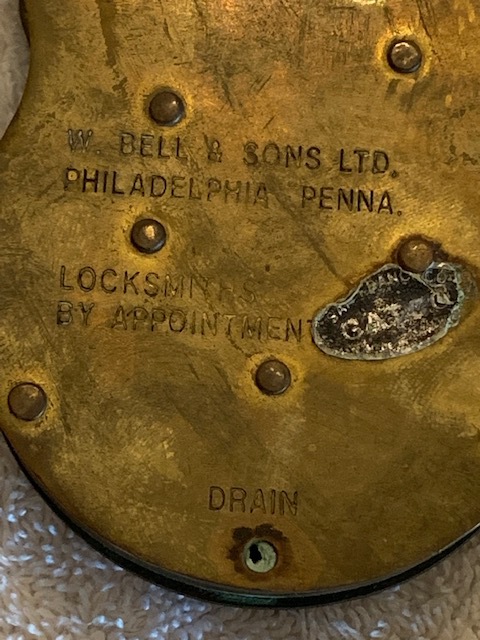 W. BELL & SONS LTD.
PHILADELPHIA PENNA.
LOCKSMITHS
BY APPOINTMENT
DRAIN